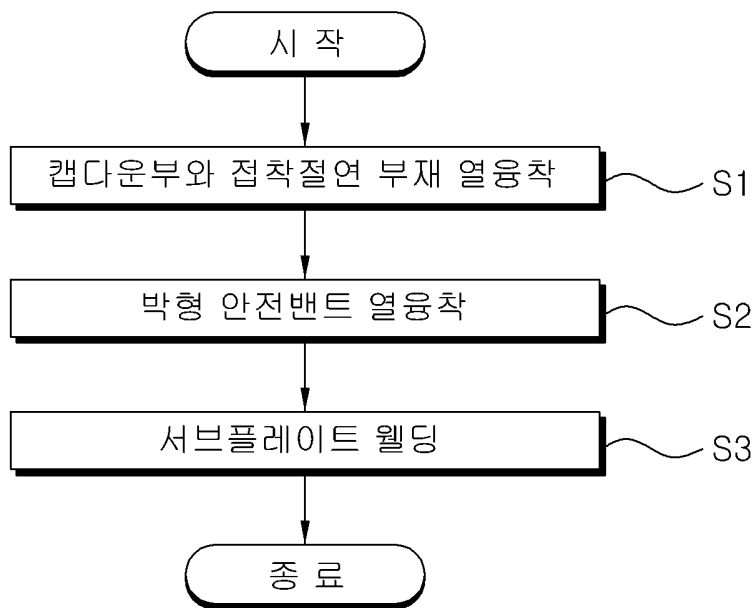 시 작
캡다운부와 접착절연 부재 열융착
S1
박형 안전밴트 열융착
S2
서브플레이트 웰딩
S3
종 료